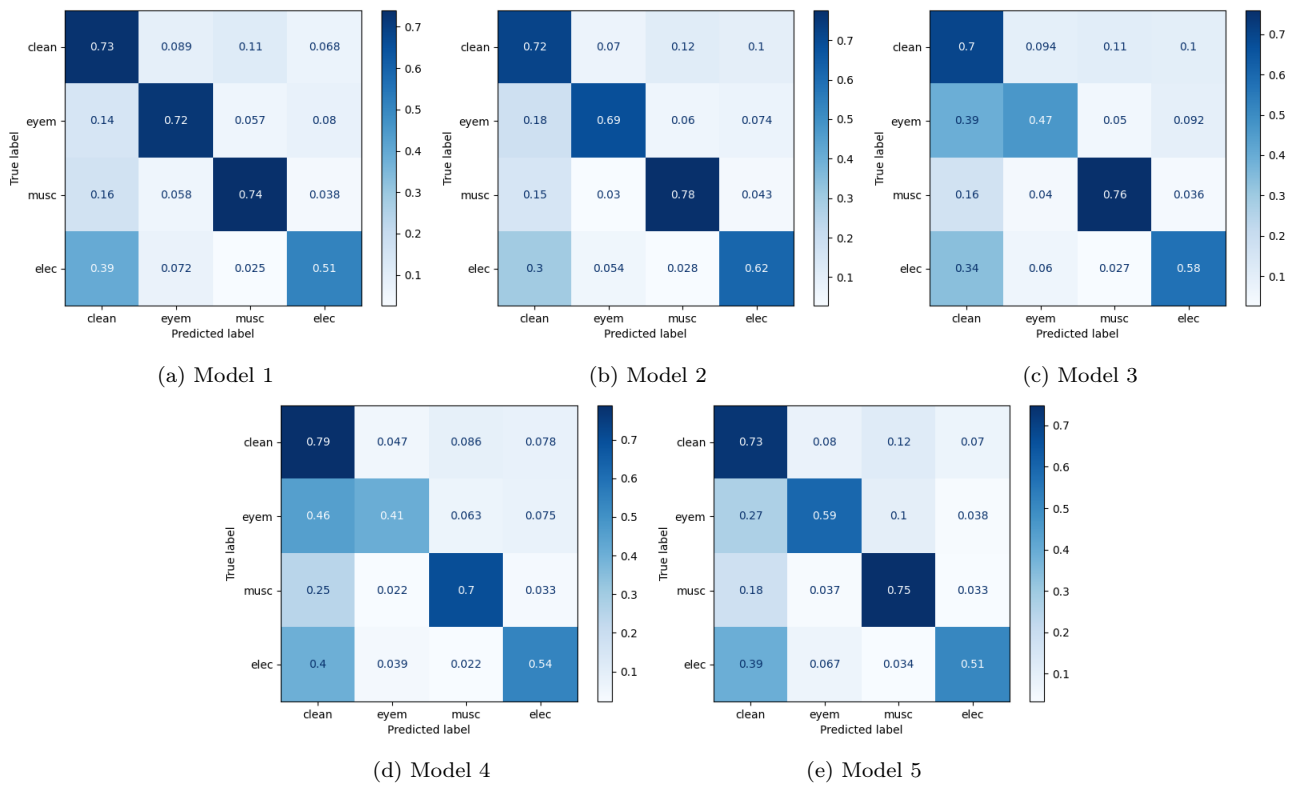 clean 0.73 0.089 0.11 0.068
eyem 0.14 0.72 0.057 0.08
musc 0.16 0.058 0.74 0.038
elec 0.39 0.072 0.025 0.51
clean eyem musc elec
Predicted label
True label
0.7
0.6
0.5
0.4
0.3
0.2
0.1
(a) Model 1
clean 0.72 0.07 0.12 0.1
eyem 0.18 0.69 0.06 0.074
musc 0.15 0.03 0.78 0.043
elec 0.3 0.054 0.028 0.62
clean eyem musc elec
Predicted label
True label
0.7
0.6
0.5
0.4
0.3
0.2
0.1
(b) Model 2
clean 0.7 0.094 0.11 0.1
eyem 0.39 0.47 0.05 0.092
musc 0.16 0.04 0.76 0.036
elec 0.34 0.06 0.027 0.58
clean eyem musc elec
Predicted label
True label
0.7
0.6
0.5
0.4
0.3
0.2
0.1
(c) Model 3
clean 0.79 0.047 0.086 0.078
eyem 0.46 0.41 0.063 0.075
musc 0.25 0.022 0.7 0.033
elec 0.4 0.039 0.022 0.54
clean eyem musc elec
Predicted label
True label
0.7
0.6
0.5
0.4
0.3
0.2
0.1
(d) Model 4
clean 0.73 0.08 0.12 0.07
eyem 0.27 0.59 0.1 0.038
musc 0.18 0.037 0.75 0.033
elec 0.39 0.067 0.034 0.51
clean eyem musc elec
Predicted label
True label
0.7
0.6
0.5
0.4
0.3
0.2
0.1
(e) Model 5